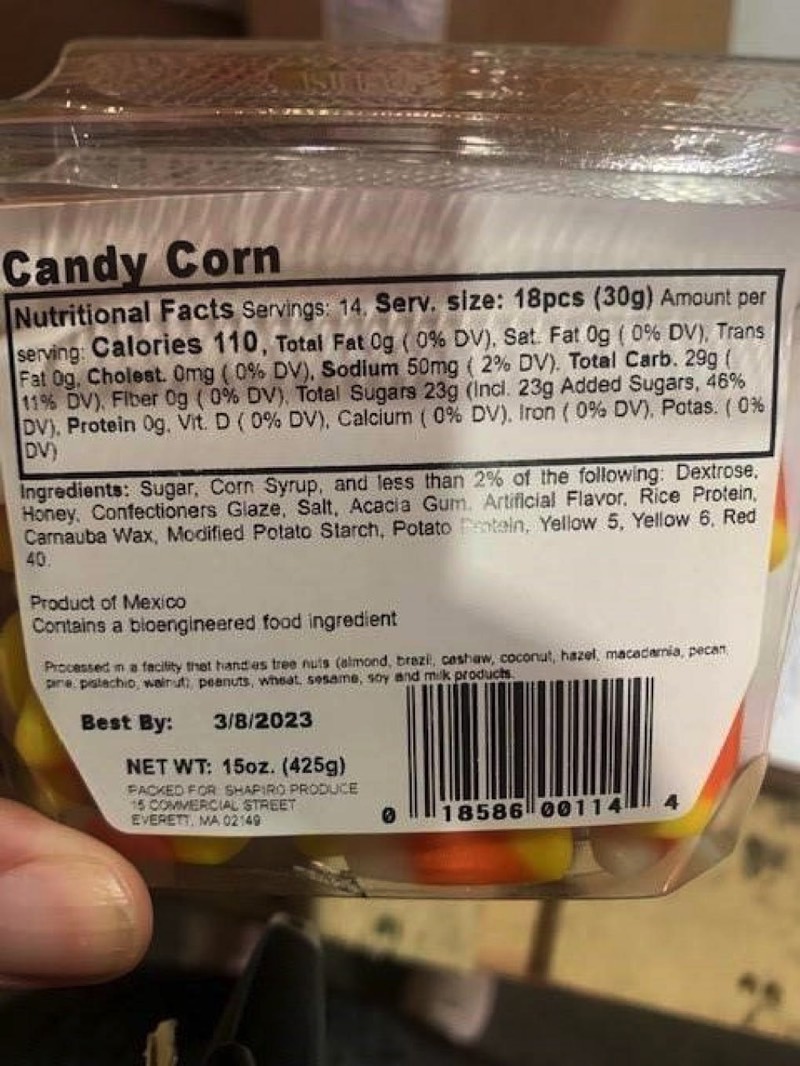 Candy Corn
Nutritional Facts Servings: 14, Serv. size: 18pcs (30g) Amount per
serving: Calories 110, Total Fat 0g ( 0% DV), Sat. Fat 0g ( 0% DV), Trans
Fat 0g, Cholest. 0mg ( 0% DV), Sodium 50mg ( 2% DV), Total Carb. 29g (
11% DV), Fiber 0g ( 0% DV), Total Sugars 23g (Incl. 23g Added Sugars, 46%
DV), Protein 0g, Vit. D ( 0% DV), Calcium ( 0% DV), Iron ( 0% DV), Potas. ( 0%
DV)
Ingredients: Sugar, Corn Syrup, and less than 2% of the following: Dextrose,
Honey, Confectioners Glaze, Salt, Acacia Gum, Artificial Flavor, Rice Protein,
Carnauba Wax, Modified Potato Starch, Potato Protein, Yellow 5, Yellow 6, Red
40.
Product of Mexico
Contains a bioengineered food ingredient
Processed in a facility that handles tree nuts (almond, brazil, cashew, coconut, hazel, macadamia, pecan,
pine, pistachio, walnut), peanuts, wheat, sesame, soy and milk products.
Best By: 3/8/2023
NET WT: 15oz. (425g)
PACKED FOR SHAPIRO PRODUCE
15 COMMERCIAL STREET
EVERETT, MA 02149
0 18586 00114 4